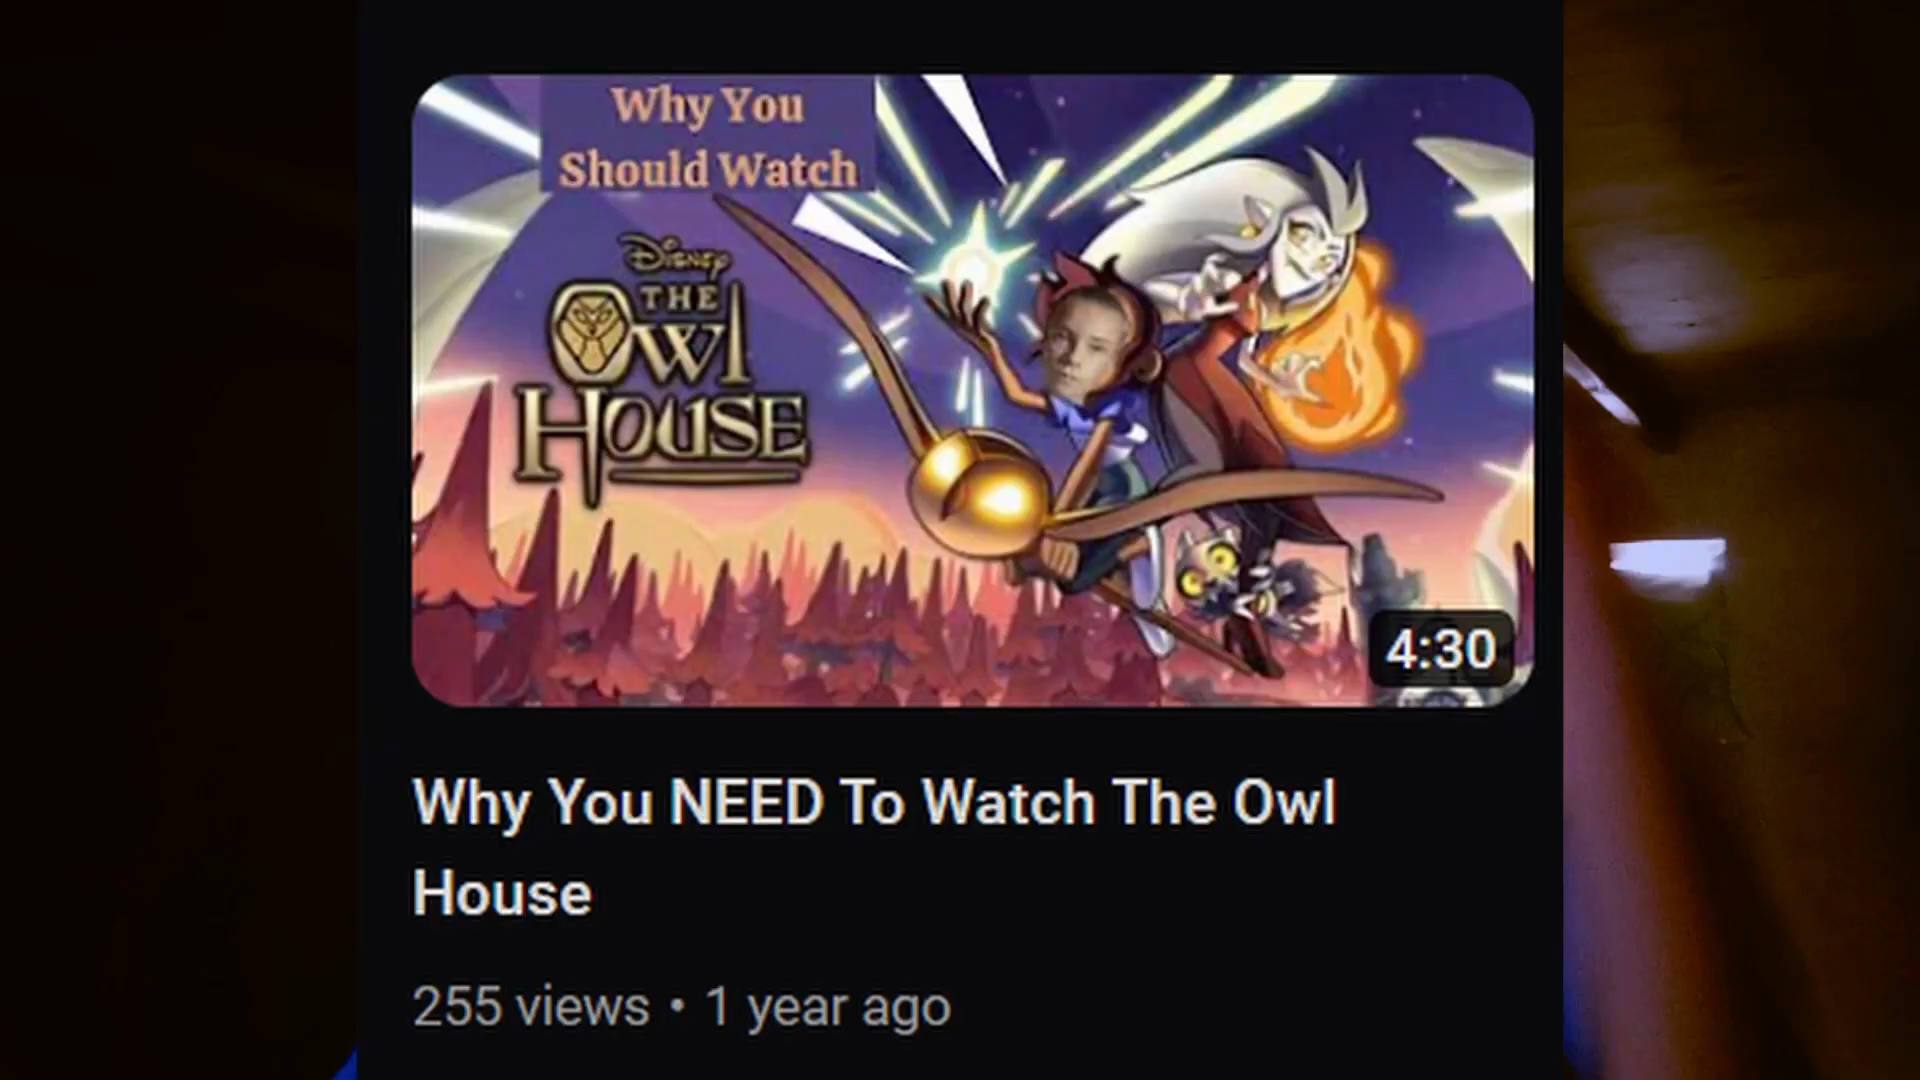 Why You
Should Watch
Disney
THE
OWL
HOUSE
4:30
Why You NEED To Watch The Owl
House
255 views • 1 year ago